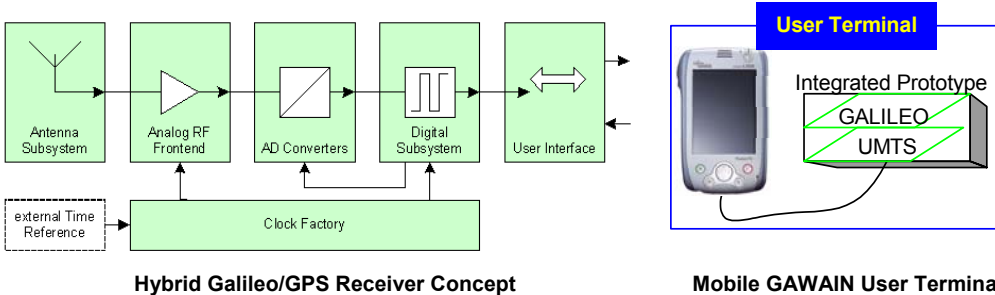 User Terminal
Integrated Prototype
GALILEO
UMTS
Antenna
Subsystem
Analog RF
Frontend
AD Converters
Digital
Subsystem
User Interface
external Time
Reference
Clock Factory
Hybrid Galileo/GPS Receiver Concept
Mobile GAWAIN User Termina